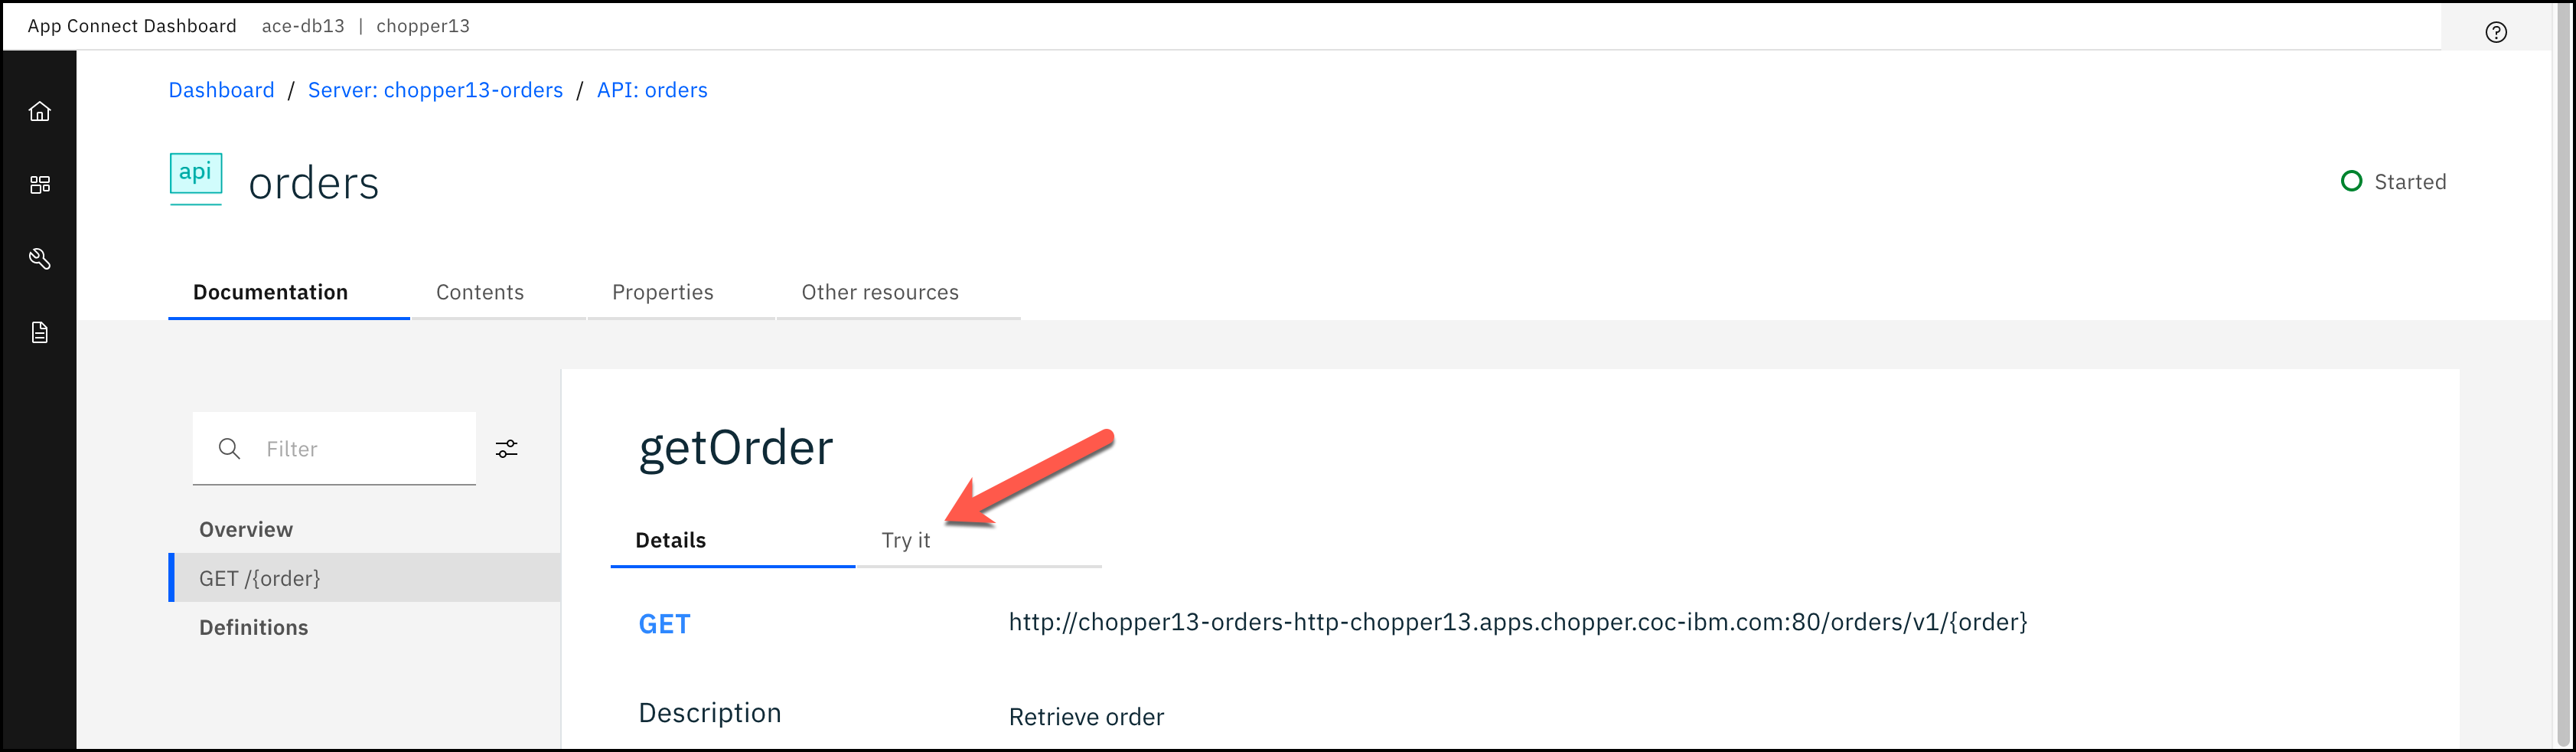 App Connect Dashboard ace-db13 | chopper13
Dashboard / Server: chopper13-orders / API: orders
api orders
Started
Documentation Contents Properties Other resources
Filter
Overview
GET /{order}
Definitions
getOrder
Details Try it
GET http://chopper13-orders-http-chopper13.apps.chopper.coc-ibm.com:80/orders/v1/{order}
Description Retrieve order